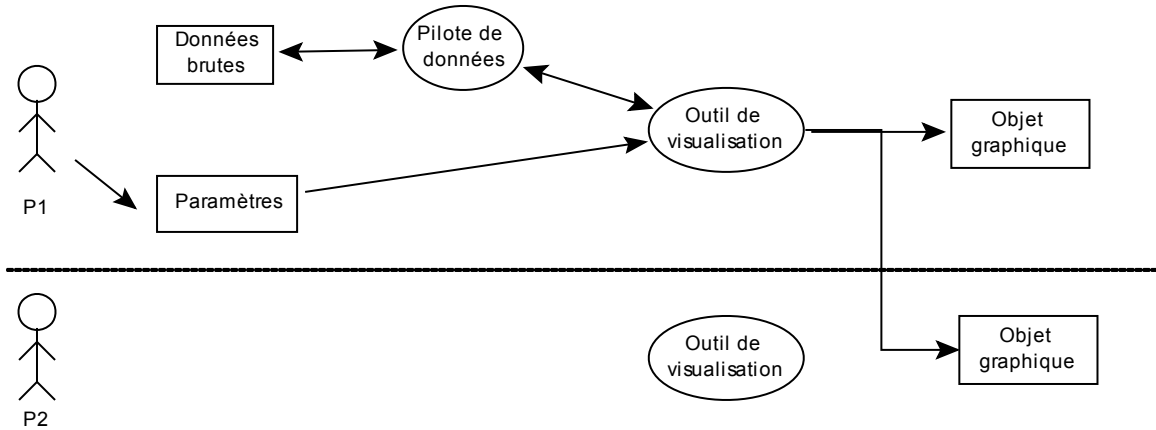 Données
brutes
Pilote de
données
Outil de
visualisation
Objet
graphique
Paramètres
P1
Outil de
visualisation
Objet
graphique
P2